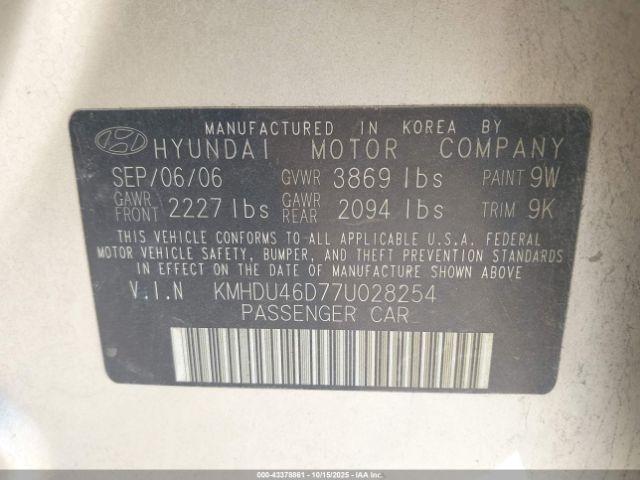 MANUFACTURED IN KOREA BY
HYUNDAI MOTOR COMPANY
SEP/06/06 GVWR 3869 lbs PAINT 9W
GAWR FRONT 2227 lbs GAWR REAR 2094 lbs TRIM 9K
THIS VEHICLE CONFORMS TO ALL APPLICABLE U.S.A. FEDERAL
MOTOR VEHICLE SAFETY, BUMPER, AND THEFT PREVENTION STANDARDS
IN EFFECT ON THE DATE OF MANUFACTURE SHOWN ABOVE
V.I.N KMHDU46D77U028254
PASSENGER CAR
000-43378861 - 10/15/2025 - IAAI.COM